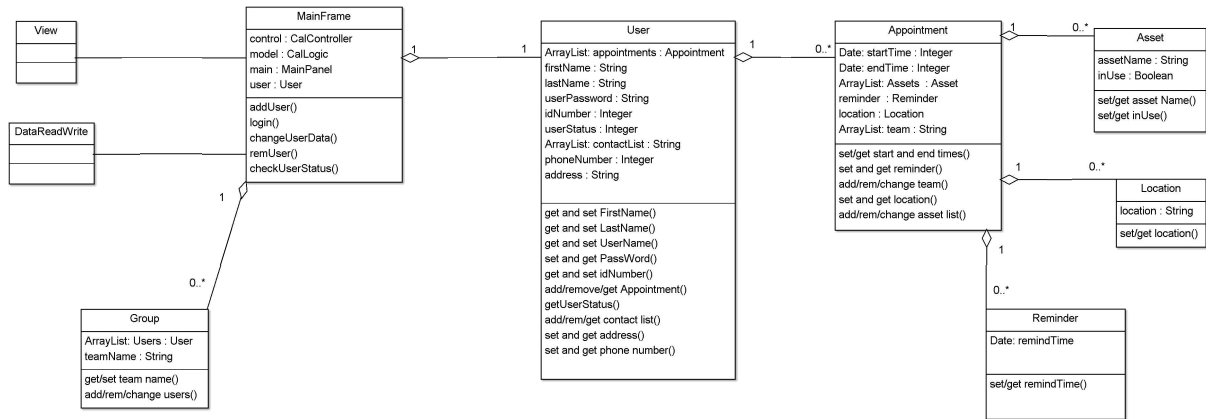 View
DataReadWrite
MainFrame
control : CalController
model : CalLogic
main : MainPanel
user : User
addUser()
login()
changeUserData()
remUser()
checkUserStatus()
1
1
1
0..*
Group
ArrayList: Users : User
teamName : String
get/set team name()
add/rem/change users()
User
ArrayList: appointments : Appointment
firstName : String
lastName : String
userPassword : String
idNumber : Integer
userStatus : Integer
ArrayList: contactList : String
phoneNumber : Integer
address : String
get and set FirstName()
get and set LastName()
get and set UserName()
set and get PassWord()
get and set idNumber()
add/remove/get Appointment()
getUserStatus()
add/rem/get contact list()
set and get address()
set and get phone number()
1
0..*
Appointment
Date: startTime : Integer
Date: endTime : Integer
ArrayList: Assets : Asset
reminder : Reminder
location : Location
ArrayList: team : String
set/get start and end times()
set and get reminder()
add/rem/change team()
set and get location()
add/rem/change asset list()
1
0..*
Asset
assetName : String
inUse : Boolean
set/get asset Name()
set/get inUse()
1
0..*
Location
location : String
set/get location()
1
0..*
Reminder
Date: remindTime
set/get remindTime()